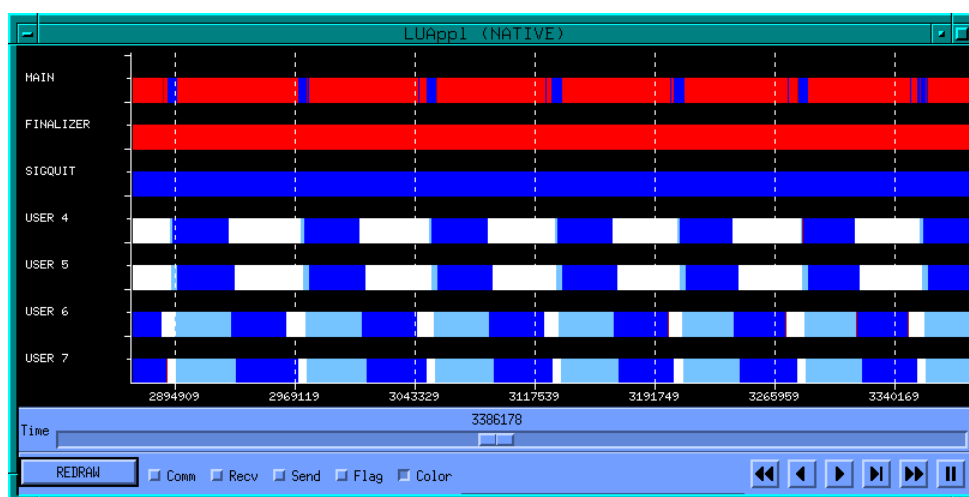 LUAppl (NATIVE)
MAIN
FINALIZER
SIGQUIT
USER 4
USER 5
USER 6
USER 7
2894909 2969119 3043329 3117539 3191749 3265959 3340169
3386178
Time
REDRAW Comm Recv Send Flag Color